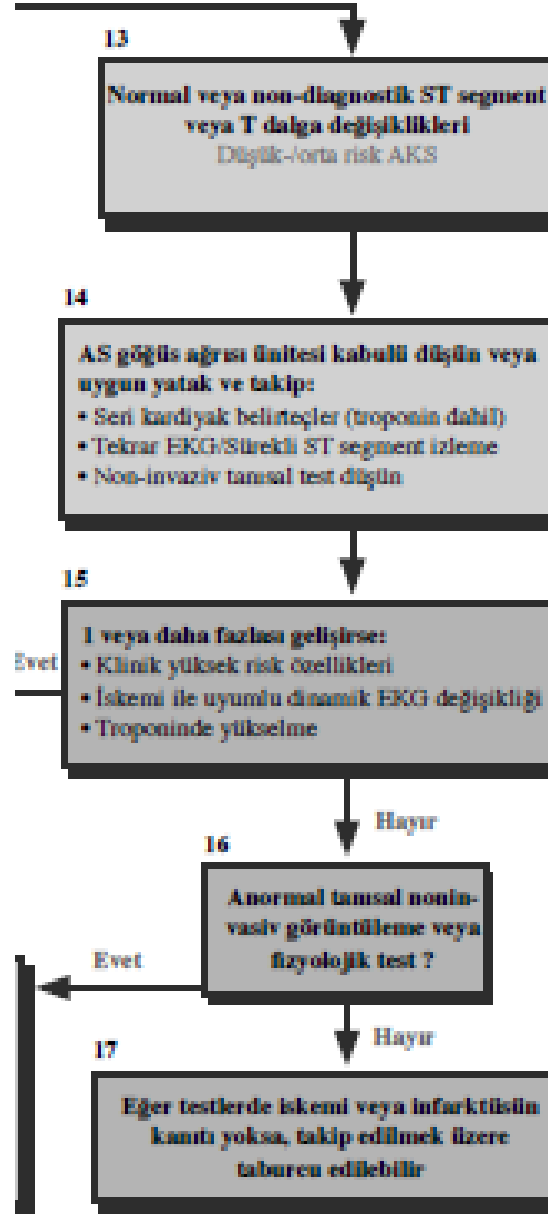 13
Normal veya non-diagnostik ST segment
veya T dalga değişiklikleri
Düşük-/orta risk AKS
14
AS göğüs ağrısı ünitesi kabulü düşün veya
uygun yatak ve takip:
• Seri kardiyak belirteçler (troponin dahil)
• Tekrar EKG/Sürekli ST segment izleme
• Non-invaziv tanısal test düşün
15
1 veya daha fazlası gelişirse:
• Klinik yüksek risk özellikleri
• İskemi ile uyumlu dinamik EKG değişikliği
• Troponinde yükselme
Evet
Hayır
16
Anormal tanısal nonin-
vasiv görüntüleme veya
fizyolojik test ?
Evet
Hayır
17
Eğer testlerde iskemi veya infarktüsün
kanıtı yoksa, takip edilmek üzere
taburcu edilebilir